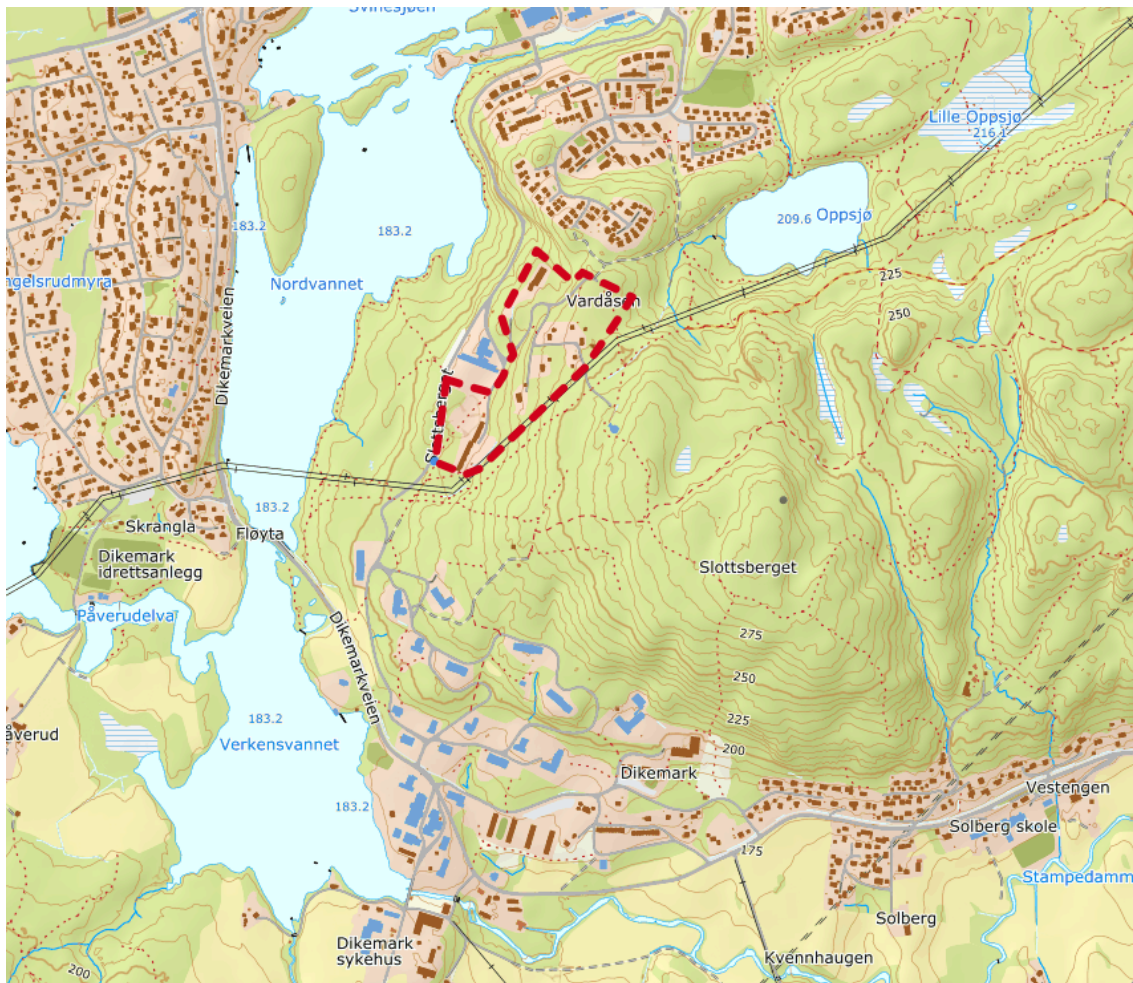 Svinesjøen
Lille Oppsjø
216.1
209.6 Oppsjø
183.2
183.2
ngelsrudmyra
Nordvannet
225
Vardåsen
250
Dikemarkveien
Slottsberget
183.2
Skrangla
Fløyta
Dikemark
idrettsanlegg
Slottsberget
Påverudelva
Dikemarkveien
275
250
183.2
225
åverud
Verkensvannet
200
Dikemark
Vestengen
183.2
Solberg skole
175
Stampedamm
Solberg
Dikemark
sykehus
Kvennhaugen
200